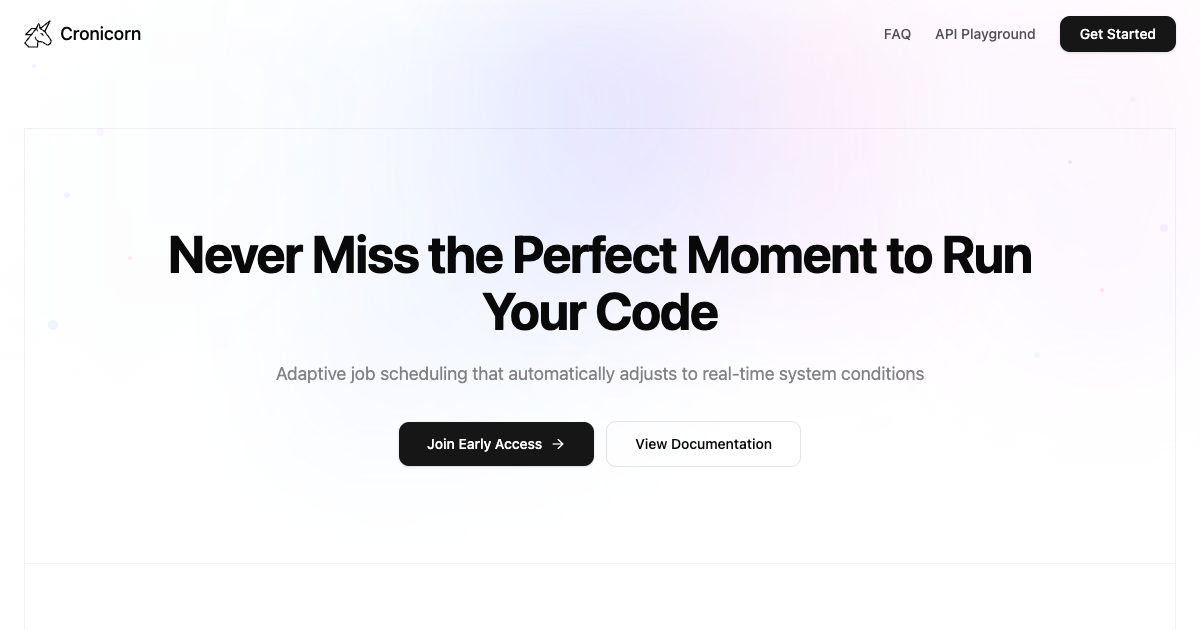 Cronicorn
FAQ
API Playground
Get Started
Never Miss the Perfect Moment to Run
Your Code
Adaptive job scheduling that automatically adjusts to real-time system conditions
Join Early Access →
View Documentation